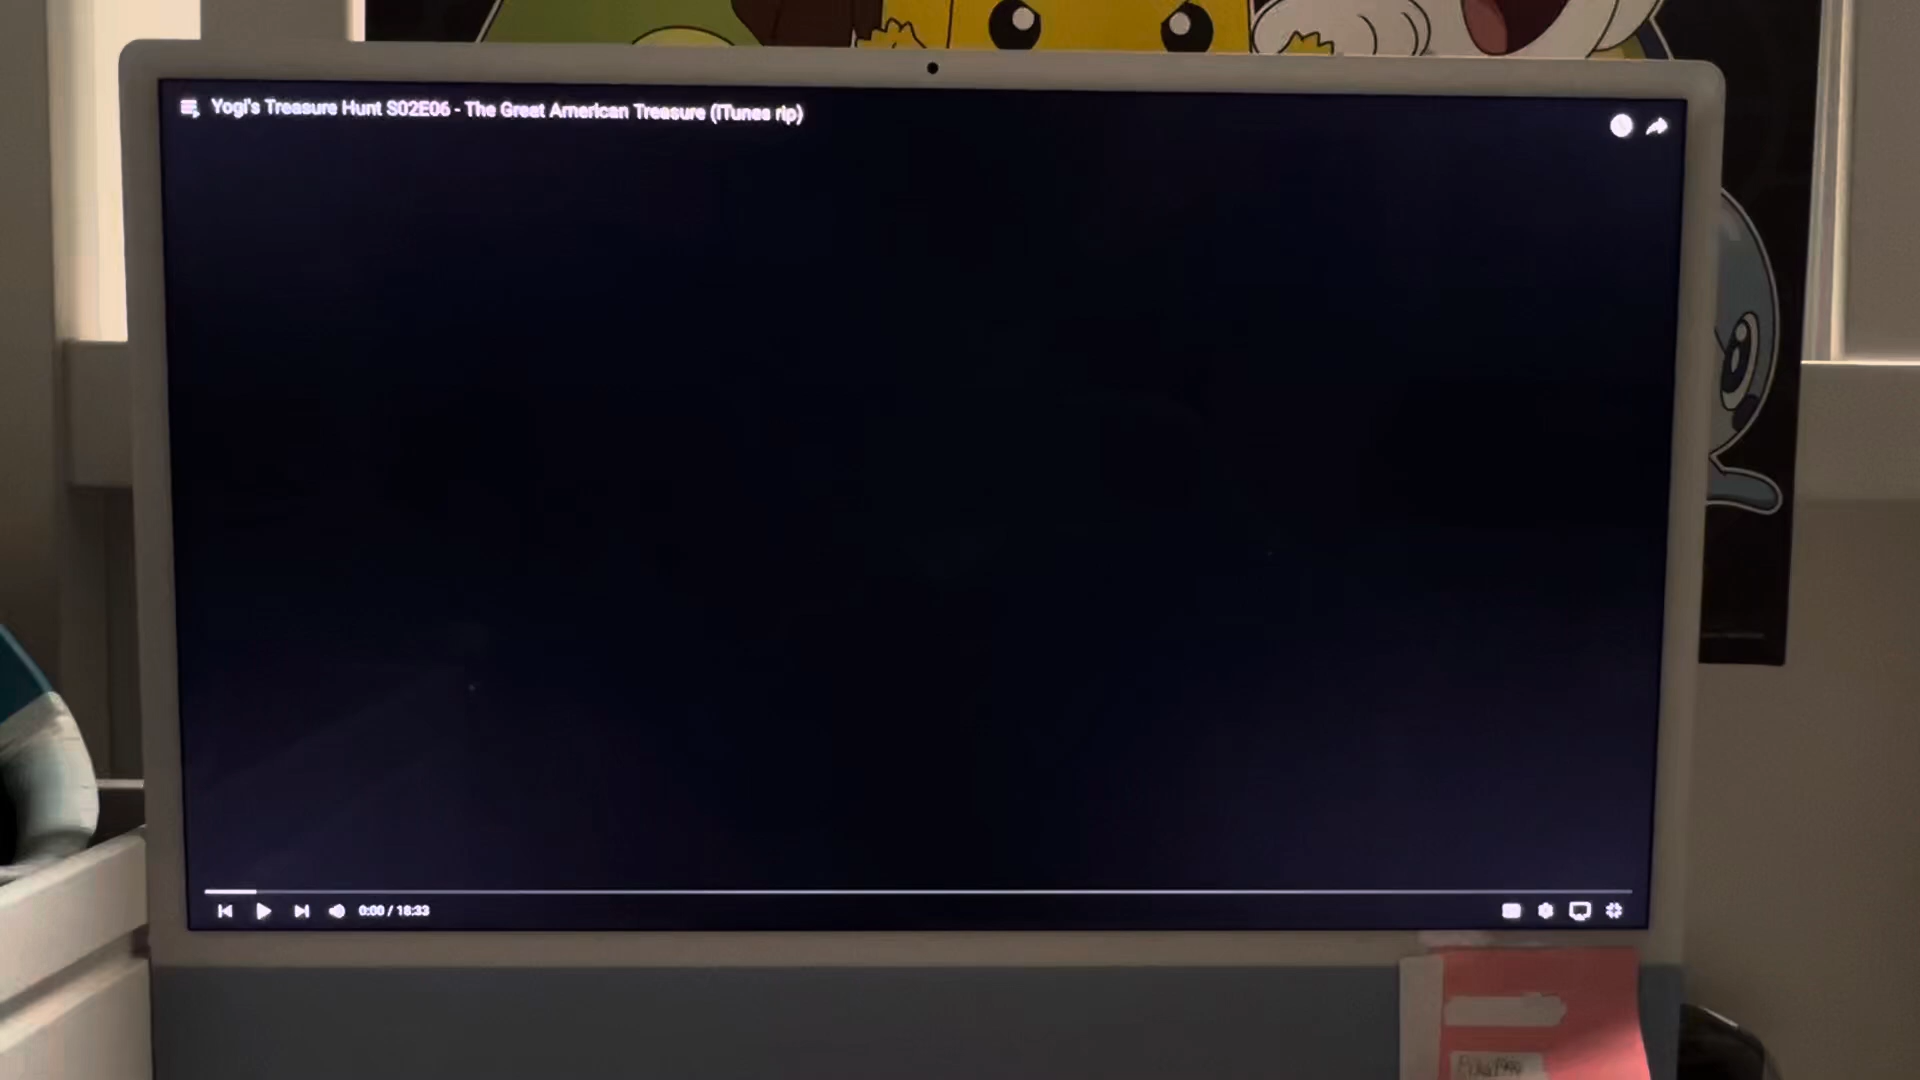 Yogi's Treasure Hunt S02E06 - The Great American Treasure (iTunes rip)
0:00 / 18:33